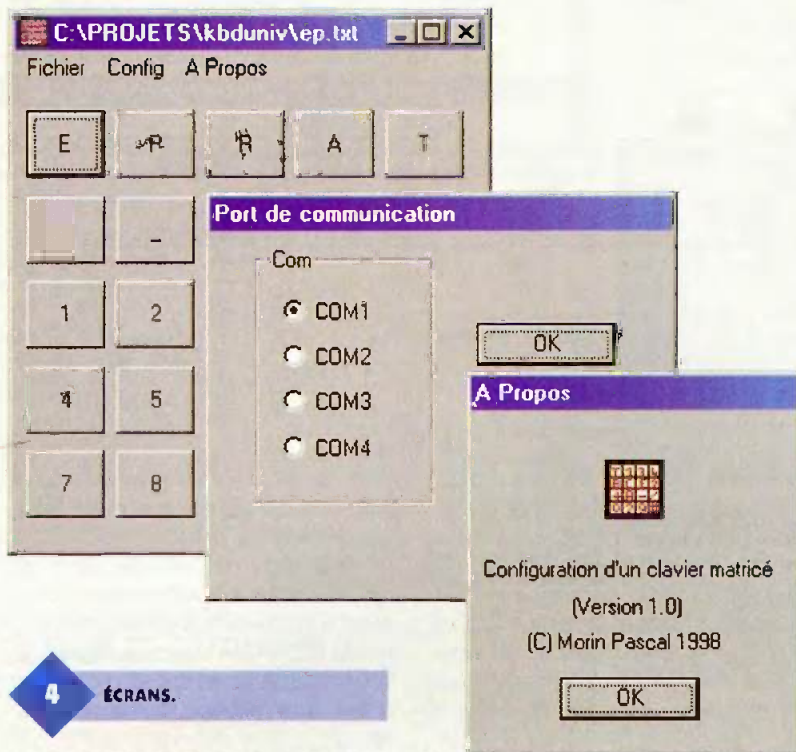 C:\PROJETS\kbduniv\ep.txt
Fichier Config A Propos
E R R A T
-
1 2
4 5
7 8
Port de communication
Com
COM1
COM2
COM3
COM4
OK
A Propos
Configuration d'un clavier matricé
(Version 1.0)
(C) Morin Pascal 1998
OK
4 ÉCRANS.